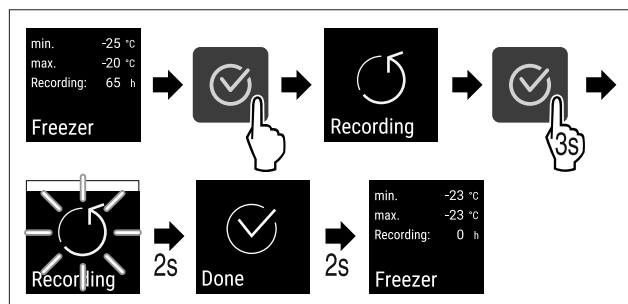 min. -25 °C
max. -20 °C
Recording: 65 h
Freezer
Recording
3s
Recording
2s
Done
2s
min. -23 °C
max. -23 °C
Recording: 0 h
Freezer